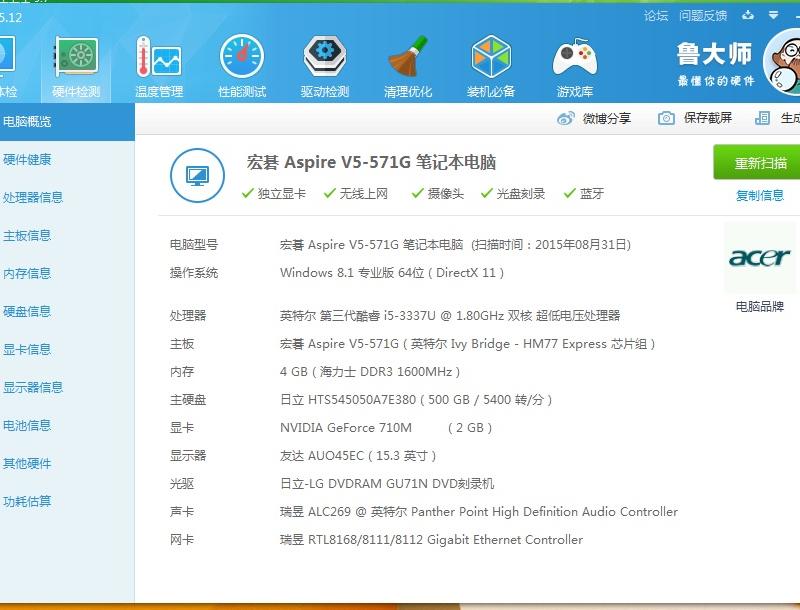 5.12
论坛 问题反馈
体检 硬件检测 温度管理 性能测试 驱动检测 清理优化 装机必备 游戏库
鲁大师
最懂你的硬件
电脑概览
硬件健康
处理器信息
主板信息
内存信息
硬盘信息
显卡信息
显示器信息
电池信息
其他硬件
功耗估算
微博分享 保存截屏 生成
宏碁 Aspire V5-571G 笔记本电脑
独立显卡 无线上网 摄像头 光盘刻录 蓝牙
重新扫描
复制信息
acer
电脑品牌
电脑型号 宏碁 Aspire V5-571G 笔记本电脑 (扫描时间：2015年08月31日)
操作系统 Windows 8.1 专业版 64位 ( DirectX 11 )
处理器 英特尔 第三代酷睿 i5-3337U @ 1.80GHz 双核 超低电压处理器
主板 宏碁 Aspire V5-571G ( 英特尔 Ivy Bridge - HM77 Express 芯片组 )
内存 4 GB ( 海力士 DDR3 1600MHz )
主硬盘 日立 HTS545050A7E380 ( 500 GB / 5400 转/分 )
显卡 NVIDIA GeForce 710M ( 2 GB )
显示器 友达 AUO45EC ( 15.3 英寸 )
光驱 日立-LG DVDRAM GU71N DVD刻录机
声卡 瑞昱 ALC269 @ 英特尔 Panther Point High Definition Audio Controller
网卡 瑞昱 RTL8168/8111/8112 Gigabit Ethernet Controller